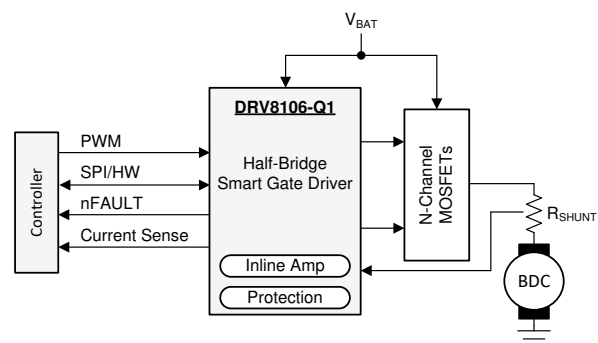 VBAT
DRV8106-Q1
PWM
SPI/HW
nFAULT
Current Sense
Controller
Half-Bridge
Smart Gate Driver
Inline Amp
Protection
N-Channel
MOSFETs
RSHUNT
BDC